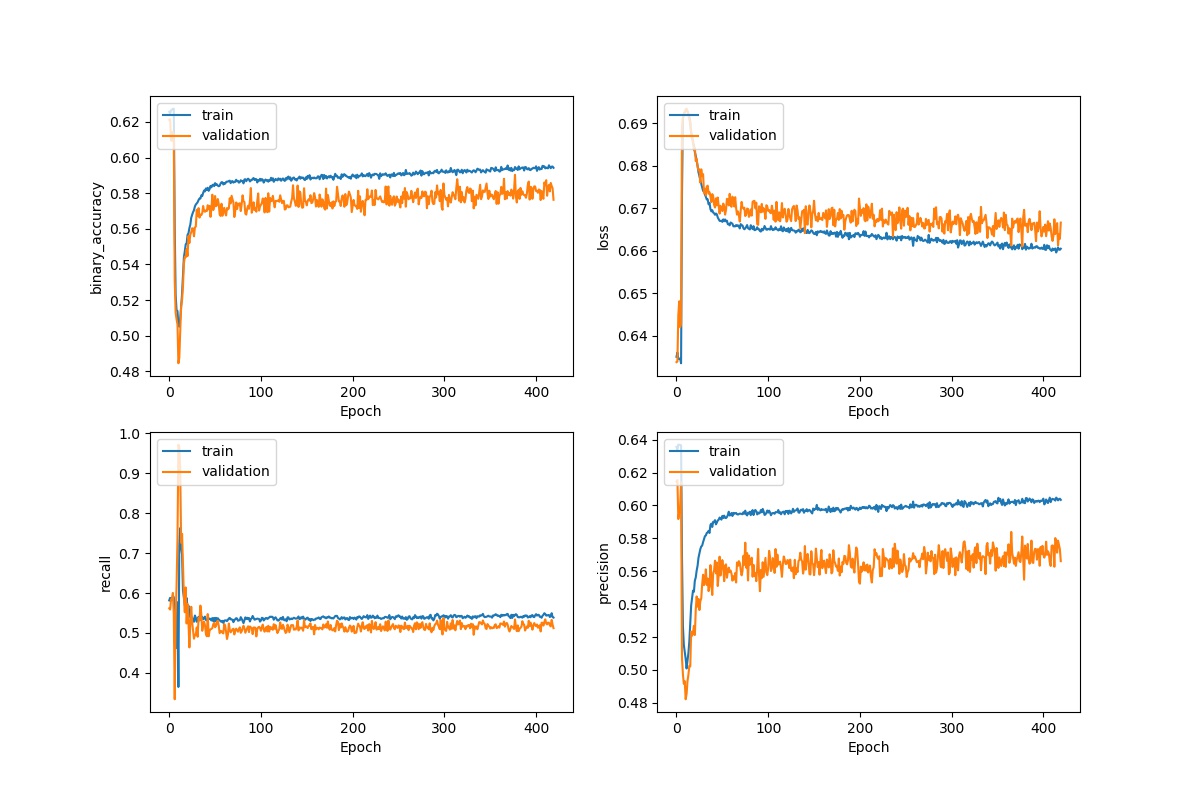 train
validation
0.62
0.60
0.58
0.56
0.54
0.52
0.50
0.48
binary_accuracy
0 100 200 300 400
Epoch
train
validation
0.69
0.68
0.67
0.66
0.65
0.64
loss
0 100 200 300 400
Epoch
train
validation
1.0
0.9
0.8
0.7
0.6
0.5
0.4
recall
0 100 200 300 400
Epoch
train
validation
0.64
0.62
0.60
0.58
0.56
0.54
0.52
0.50
0.48
precision
0 100 200 300 400
Epoch